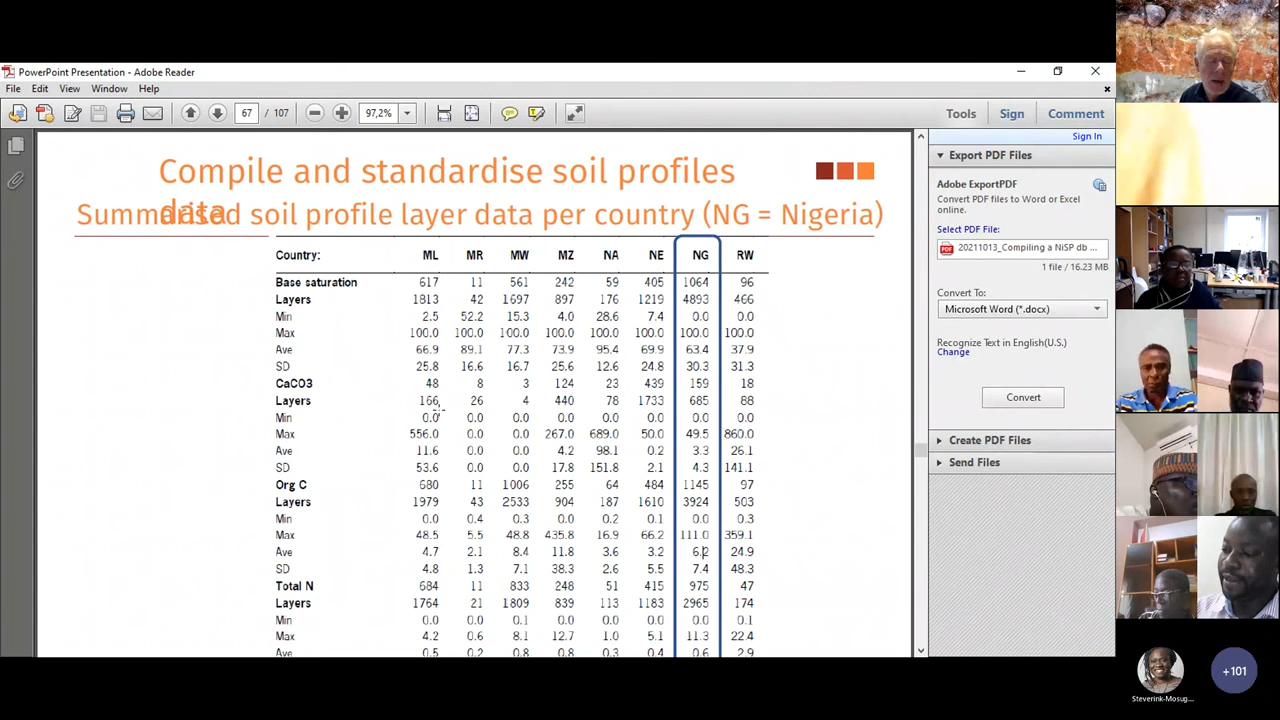 PowerPoint Presentation - Adobe Reader
File Edit View Window Help
67 / 107 97,2% Tools Sign Comment
Sign In
Export PDF Files
Adobe ExportPDF
Convert PDF files to Word or Excel
online.
Select PDF File:
20211013_Compiling a NiSP db ...
1 file / 16.23 MB
Convert To:
Microsoft Word (*.docx)
Recognize Text in English(U.S.)
Change
Convert
Create PDF Files
Send Files
Compile and standardise soil profiles
data
Summarised soil profile layer data per country (NG = Nigeria)
Country: ML MR MW MZ NA NE NG RW
Base saturation 617 11 561 242 59 405 1064 96
Layers 1813 42 1697 897 176 1219 4893 466
Min 2.5 52.2 15.3 4.0 28.6 7.4 0.0 0.0
Max 100.0 100.0 100.0 100.0 100.0 100.0 100.0 100.0
Ave 66.9 89.1 77.3 73.9 95.4 69.9 63.4 37.9
SD 25.8 16.6 16.7 25.6 12.6 24.8 30.3 31.3
CaCO3 48 8 3 124 23 439 159 18
Layers 166 26 4 440 78 1733 685 88
Min 0.0 0.0 0.0 0.0 0.0 0.0 0.0 0.0
Max 556.0 0.0 0.0 267.0 689.0 50.0 49.5 860.0
Ave 11.6 0.0 0.0 4.2 98.1 0.2 3.3 26.1
SD 53.6 0.0 0.0 17.8 151.8 2.1 4.3 141.1
Org C 680 11 1006 255 64 484 1145 97
Layers 1979 43 2533 904 187 1610 3924 503
Min 0.0 0.4 0.3 0.0 0.2 0.1 0.0 0.3
Max 48.5 5.5 48.8 435.8 16.9 66.2 111.0 359.1
Ave 4.7 2.1 8.4 11.8 3.6 3.2 24.9
SD 4.8 1.3 7.1 38.3 2.6 5.5 7.4 48.3
Total N 684 11 833 248 51 415 975 47
Layers 1764 21 1809 839 113 1183 2965 174
Min 0.0 0.0 0.1 0.0 0.0 0.0 0.0 0.1
Max 4.2 0.6 8.1 12.7 1.0 5.1 11.3 22.4
Ave 0.5 0.2 0.8 0.8 0.3 0.4 0.6 2.9
Steverink-Mosug...
+101